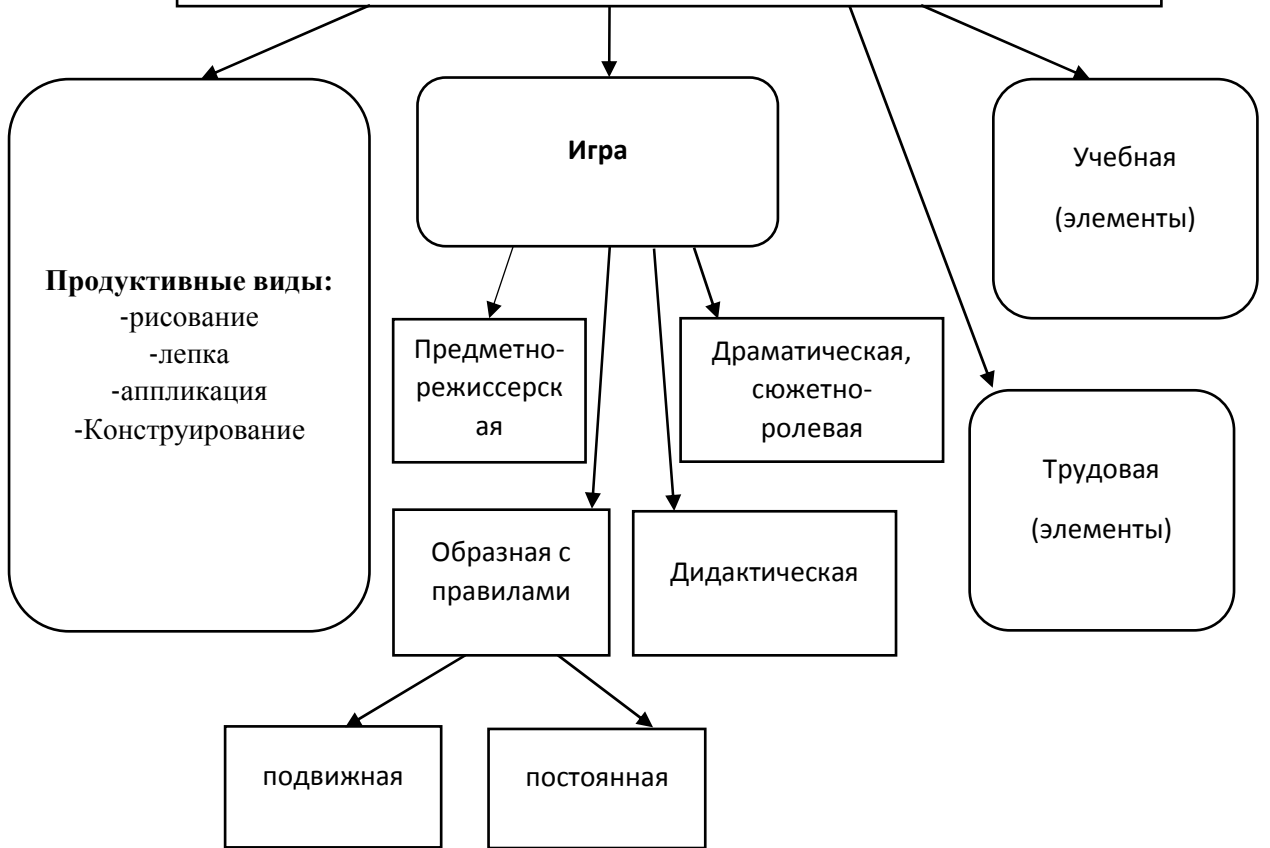 Продуктивные виды:
-рисование
-лепка
-аппликация
-Конструирование
Игра
Учебная
(элементы)
Предметно-
режиссерск
ая
Драматическая,
сюжетно-
ролевая
Трудовая
(элементы)
Образная с
правилами
Дидактическая
подвижная
постоянная